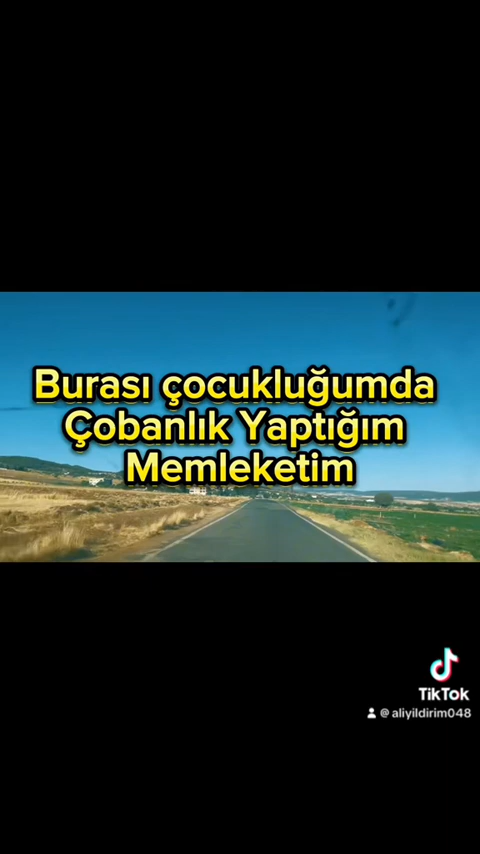 Burası çocukluğumda
Çobanlık Yaptığım
Memleketim
TikTok
@ aliyildirim048